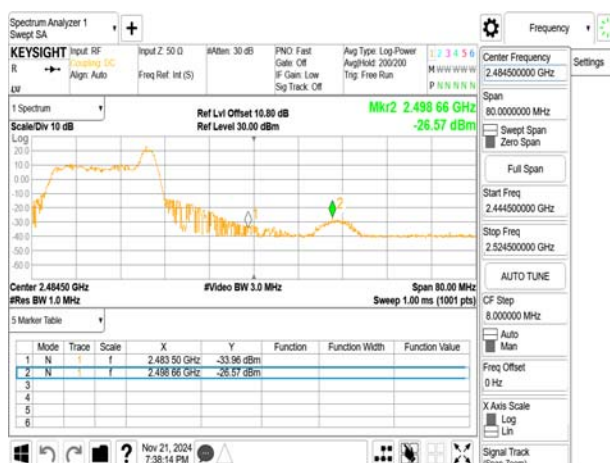 Spectrum Analyzer 1
Swept SA
Frequency
KEYSIGHT Input: RF Input Z: 50 Ω #Atten: 30 dB PNO: Fast Avg Type: Log-Power 1 2 3 4 5 6
R Coupling: DC Gate: Off Avg|Hold: 200/200 M W W W W W
Align: Auto Freq Ref: Int (S) IF Gain: Low Trig: Free Run
Sig Track: Off P N N N N N
1 Spectrum
Ref Lvl Offset 10.80 dB Mkr2 2.498 66 GHz
Scale/Div 10 dB Ref Level 30.00 dBm -26.57 dBm
Log
20.0
10.0
0.00
-10.0
-20.0
-30.0
-40.0
-50.0
-60.0
1
2
Center 2.48450 GHz #Video BW 3.0 MHz Span 80.00 MHz
#Res BW 1.0 MHz Sweep 1.00 ms (1001 pts)
5 Marker Table
Mode Trace Scale X Y Function Function Width Function Value
1 N 1 f 2.483 50 GHz -33.96 dBm
2 N 1 f 2.498 66 GHz -26.57 dBm
3
4
5
6
?
Nov 21, 2024
7:38:14 PM
Center Frequency
2.484500000 GHz
Settings
Span
80.0000000 MHz
Swept Span
Zero Span
Full Span
Start Freq
2.444500000 GHz
Stop Freq
2.524500000 GHz
AUTO TUNE
CF Step
8.000000 MHz
Auto
Man
Freq Offset
0 Hz
X Axis Scale
Log
Lin
Signal Track